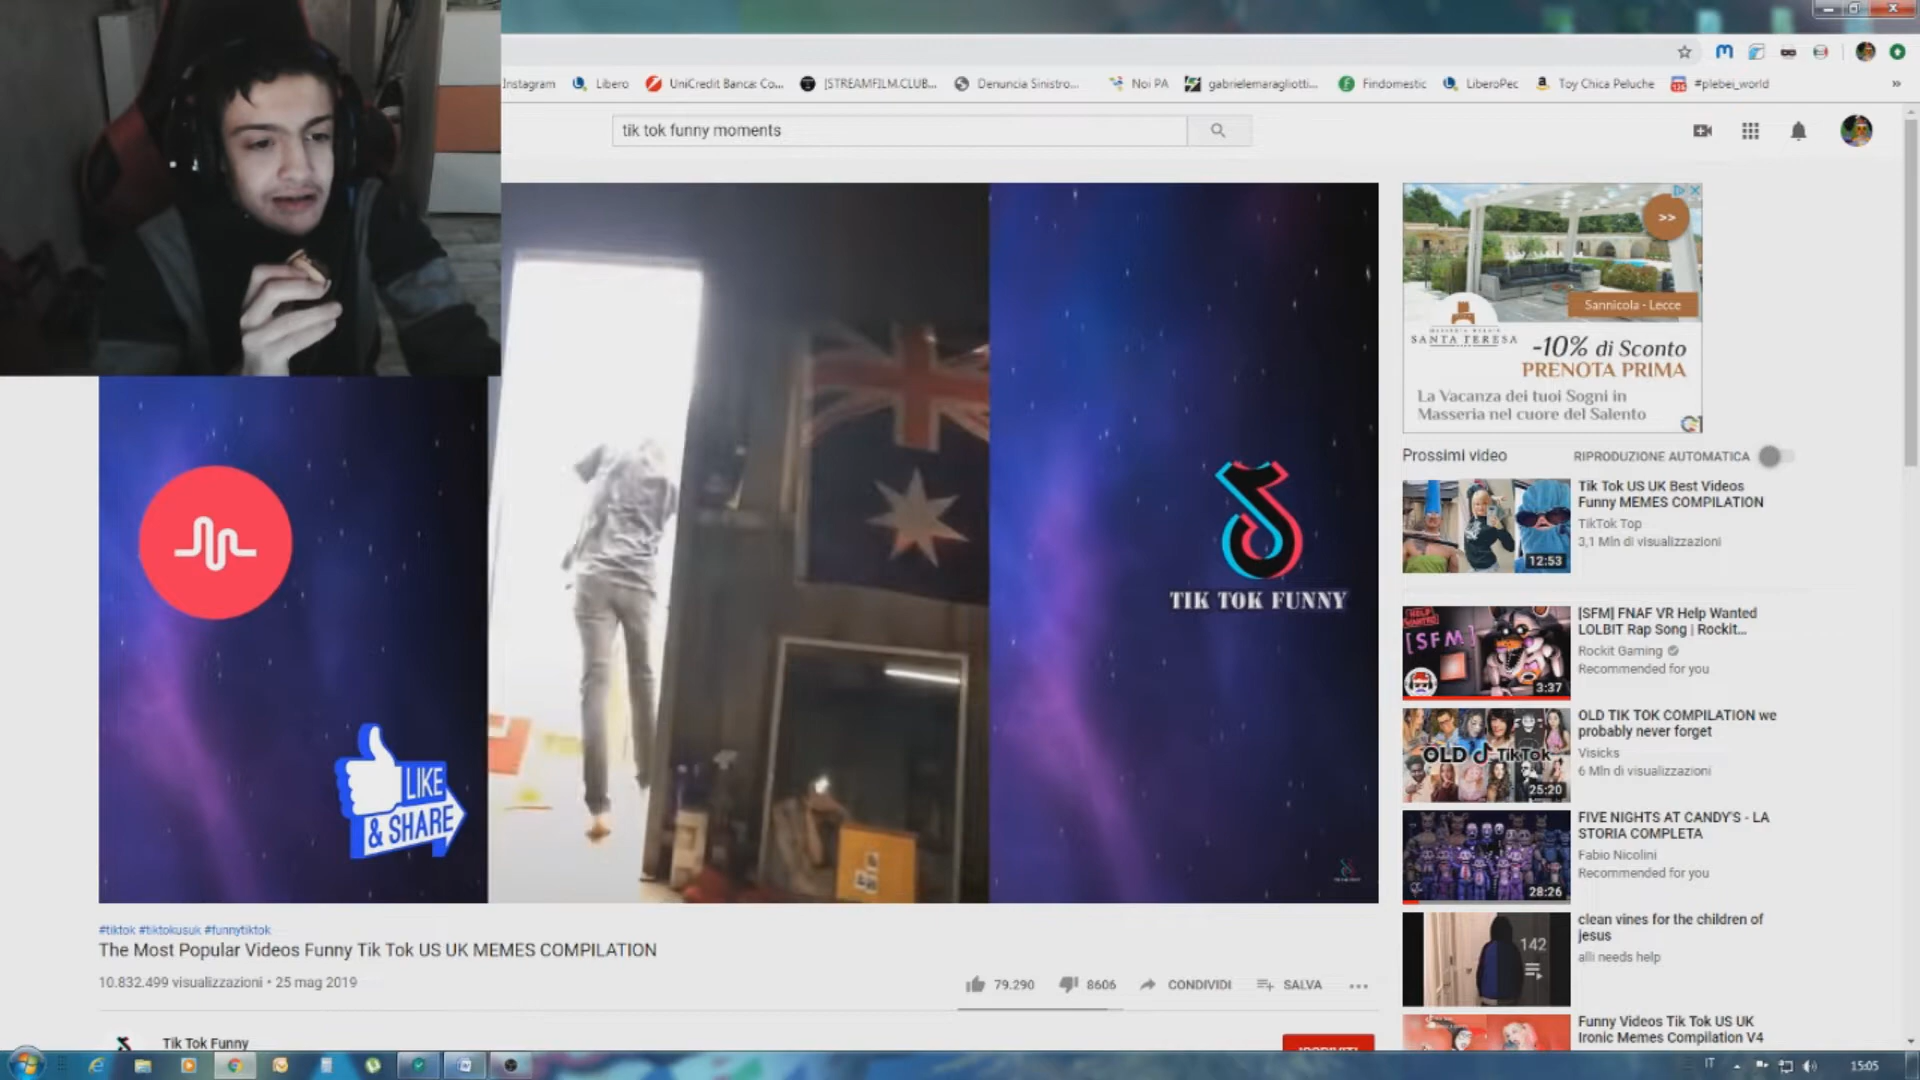 Instagram
Libero
UniCredit Banca: Co...
[STREAMFILM.CLUB...
Denuncia Sinistro...
Noi PA
gabrielemaragliotti...
Findomestic
LiberoPec
Toy Chica Peluche
#plebei_world
»
tik tok funny moments
>>
Sannicola - Lecce
SANTA TERESA
-10% di Sconto
PRENOTA PRIMA
La Vacanza dei tuoi Sogni in
Masseria nel cuore del Salento
TIK TOK FUNNY
LIKE
& SHARE
Prossimi video
RIPRODUZIONE AUTOMATICA
Tik Tok US UK Best Videos
Funny MEMES COMPILATION
TikTok Top
3,1 Mln di visualizzazioni
12:53
[SFM]
3:37
[SFM] FNAF VR Help Wanted
LOLBIT Rap Song | Rockit...
Rockit Gaming
Recommended for you
OLD TikTok
25:20
OLD TIK TOK COMPILATION we
probably never forget
Visicks
6 Mln di visualizzazioni
28:26
FIVE NIGHTS AT CANDY'S - LA
STORIA COMPLETA
Fabio Nicolini
Recommended for you
142
clean vines for the children of
jesus
alli needs help
Funny Videos Tik Tok US UK
Ironic Memes Compilation V4
#tiktok #tiktokusuk #funnytiktok
The Most Popular Videos Funny Tik Tok US UK MEMES COMPILATION
10.832.499 visualizzazioni • 25 mag 2019
79.290
8606
CONDIVIDI
SALVA
Tik Tok Funny
IT
15:05